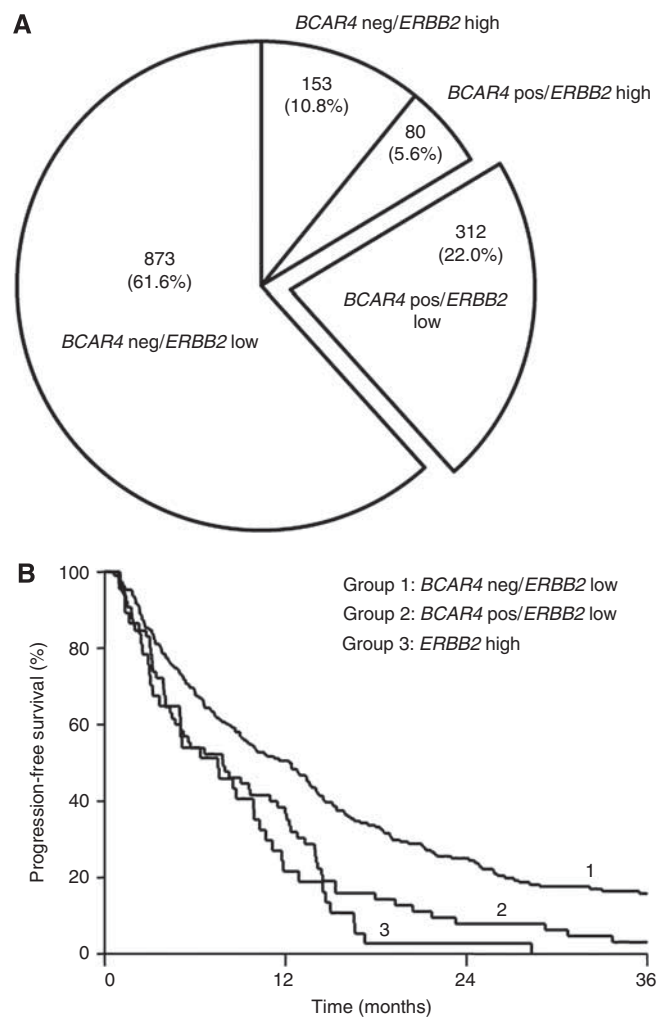 A
BCAR4 neg/ERBB2 high
153
(10.8%)
BCAR4 pos/ERBB2 high
80
(5.6%)
312
(22.0%)
BCAR4 pos/ERBB2
low
873
(61.6%)
BCAR4 neg/ERBB2 low
B
Group 1: BCAR4 neg/ERBB2 low
Group 2: BCAR4 pos/ERBB2 low
Group 3: ERBB2 high
Progression-free survival (%)
100
80
60
40
20
0
1
2
3
0 12 24 36
Time (months)